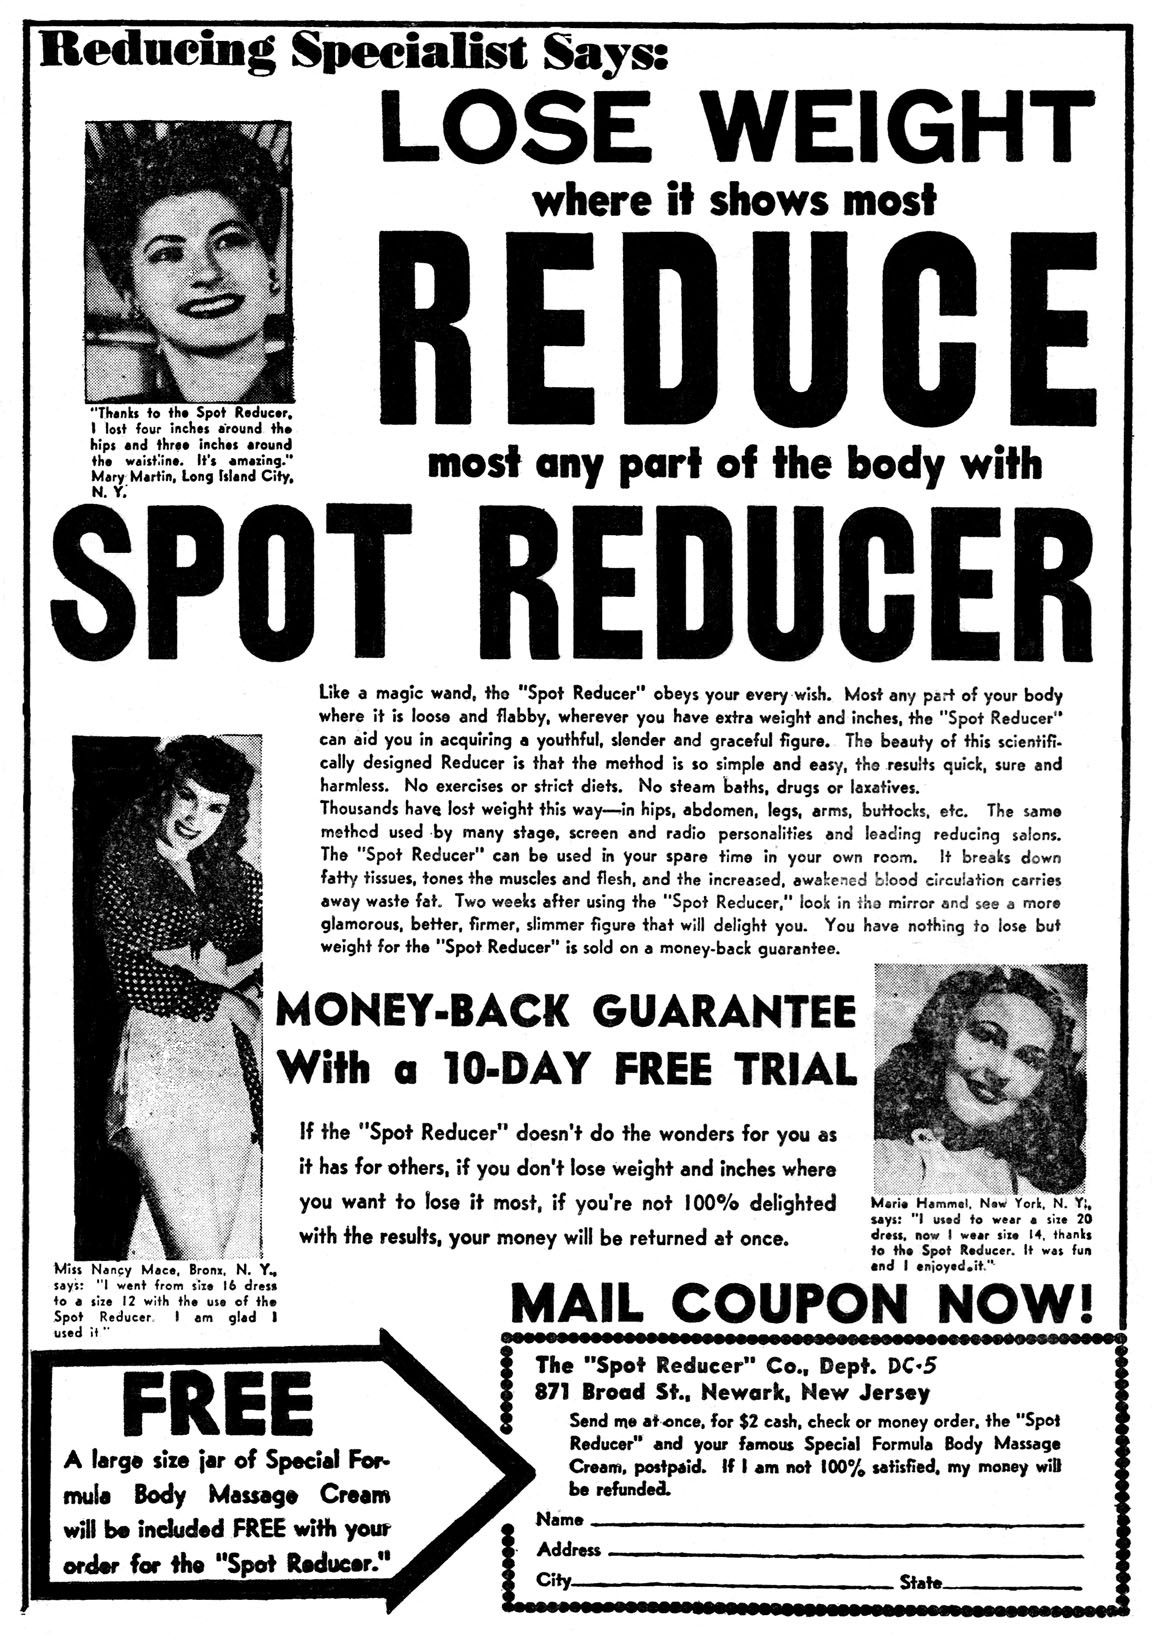 Reducing Specialist Says:
LOSE WEIGHT
where it shows most
REDUCE
most any part of the body with
SPOT REDUCER
"Thanks to the Spot Reducer,
I lost four inches around the
hips and three inches around
the waistline. It's amazing."
Mary Martin, Long Island City,
N. Y.
Like a magic wand, the "Spot Reducer" obeys your every wish. Most any part of your body
where it is loose and flabby, wherever you have extra weight and inches, the "Spot Reducer"
can aid you in acquiring a youthful, slender and graceful figure. The beauty of this scientifi-
cally designed Reducer is that the method is so simple and easy, the results quick, sure and
harmless. No exercises or strict diets. No steam baths, drugs or laxatives.
Thousands have lost weight this way—in hips, abdomen, legs, arms, buttocks, etc. The same
method used by many stage, screen and radio personalities and leading reducing salons.
The "Spot Reducer" can be used in your spare time in your own room. It breaks down
fatty tissues, tones the muscles and flesh, and the increased, awakened blood circulation carries
away waste fat. Two weeks after using the "Spot Reducer," look in the mirror and see a more
glamorous, better, firmer, slimmer figure that will delight you. You have nothing to lose but
weight for the "Spot Reducer" is sold on a money-back guarantee.
MONEY-BACK GUARANTEE
With a 10-DAY FREE TRIAL
If the "Spot Reducer" doesn't do the wonders for you as
it has for others, if you don't lose weight and inches where
you want to lose it most, if you're not 100% delighted
with the results, your money will be returned at once.
Marie Hammel, New York, N. Y.,
says: "I used to wear a size 20
dress, now I wear size 14, thanks
to the Spot Reducer. It was fun
and I enjoyed it."
Miss Nancy Mace, Bronx, N. Y.,
says: "I went from size 16 dress
to a size 12 with the use of the
Spot Reducer. I am glad I
used it"
MAIL COUPON NOW!
FREE
A large size jar of Special For-
mula Body Massage Cream
will be included FREE with your
order for the "Spot Reducer."
The "Spot Reducer" Co., Dept. DC-5
871 Broad St., Newark, New Jersey
Send me at once, for $2 cash, check or money order, the "Spot
Reducer" and your famous Special Formula Body Massage
Cream, postpaid. If I am not 100% satisfied, my money will
be refunded.
Name
Address
City State